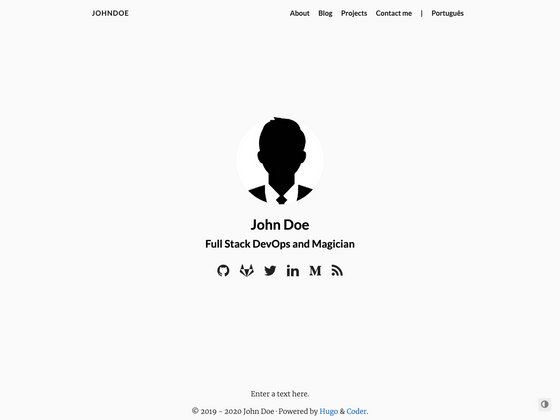 JOHNDOE
About Blog Projects Contact me | Português
John Doe
Full Stack DevOps and Magician
Enter a text here.
© 2019 - 2020 John Doe · Powered by Hugo & Coder.